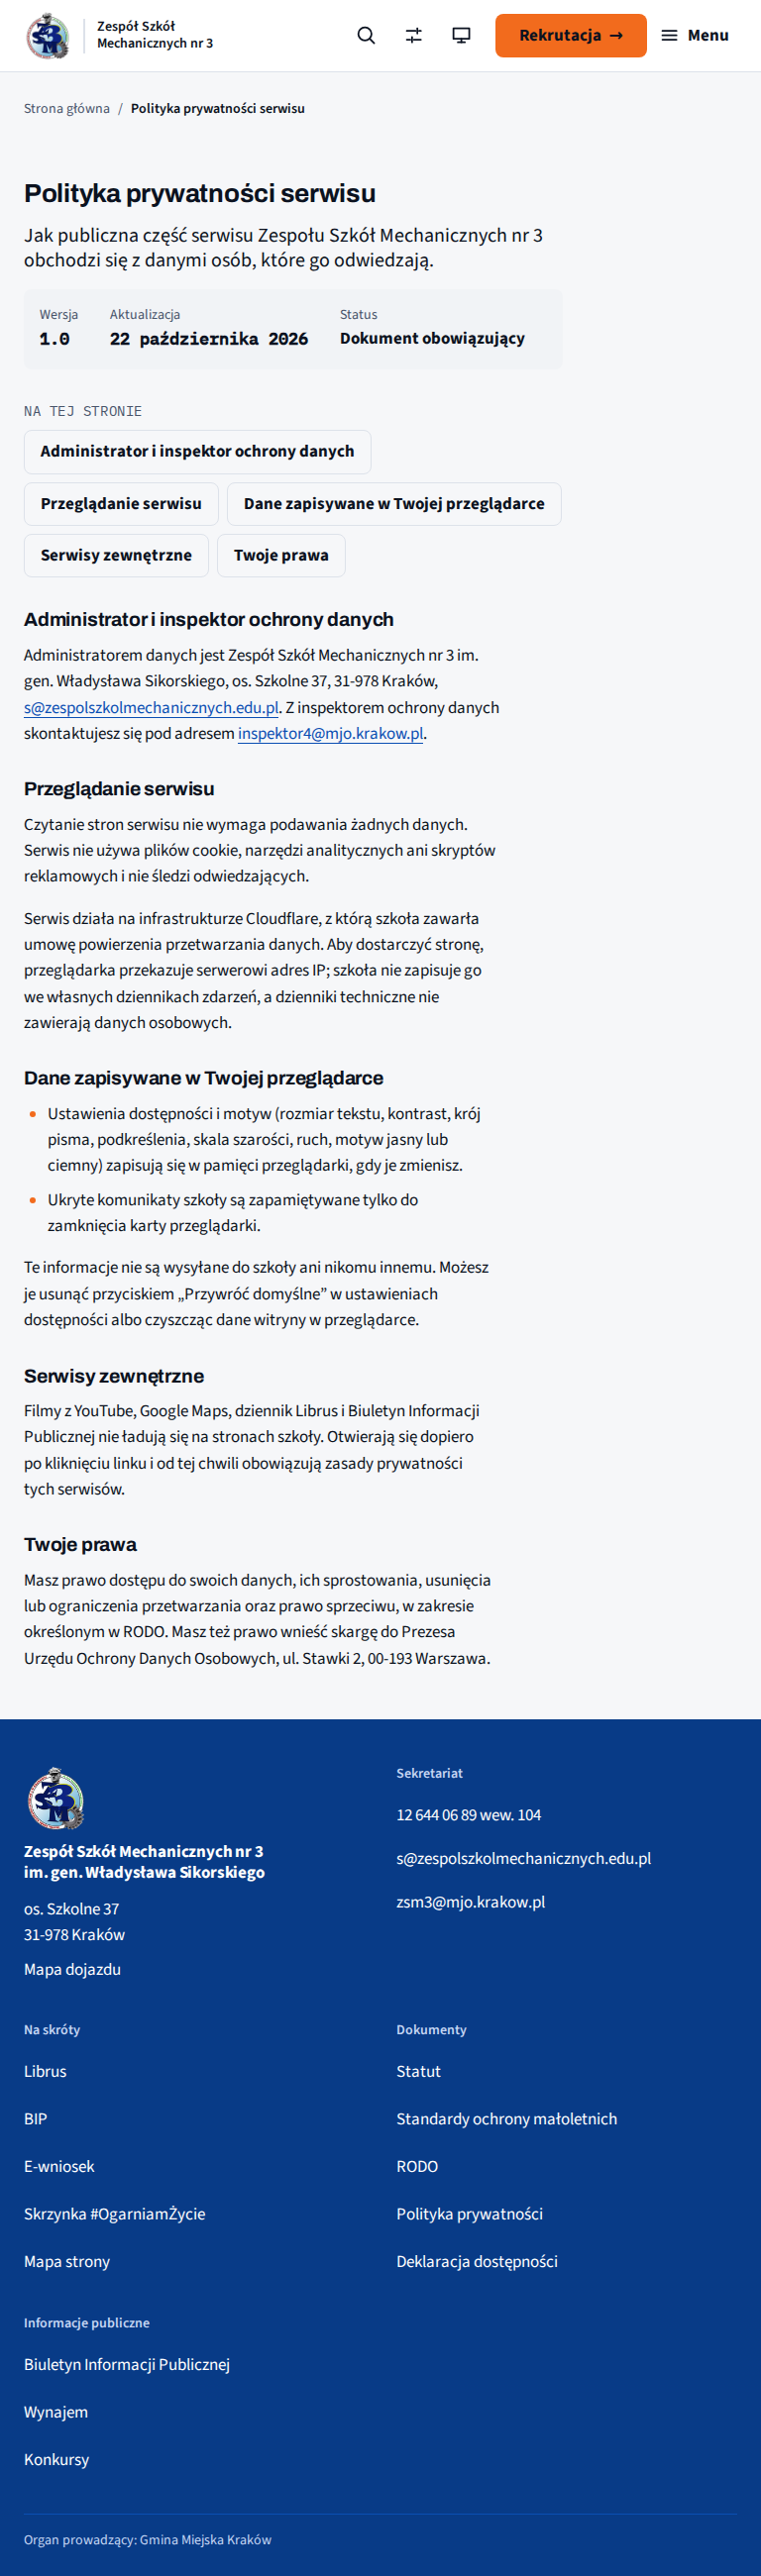 Zespół Szkół
Mechanicznych nr 3
Rekrutacja →
Menu
Strona główna / Polityka prywatności serwisu
Polityka prywatności serwisu
Jak publiczna część serwisu Zespołu Szkół Mechanicznych nr 3
obchodzi się z danymi osób, które go odwiedzają.
Wersja
1.0
Aktualizacja
22 października 2026
Status
Dokument obowiązujący
NA TEJ STRONIE
Administrator i inspektor ochrony danych
Przeglądanie serwisu
Dane zapisywane w Twojej przeglądarce
Serwisy zewnętrzne
Twoje prawa
Administrator i inspektor ochrony danych
Administratorem danych jest Zespół Szkół Mechanicznych nr 3 im.
gen. Władysława Sikorskiego, os. Szkolne 37, 31-978 Kraków,
s@zespolszkolmechanicznych.edu.pl. Z inspektorem ochrony danych
skontaktujesz się pod adresem inspektor4@mjo.krakow.pl.
Przeglądanie serwisu
Czytanie stron serwisu nie wymaga podawania żadnych danych.
Serwis nie używa plików cookie, narzędzi analitycznych ani skryptów
reklamowych i nie śledzi odwiedzających.
Serwis działa na infrastrukturze Cloudflare, z którą szkoła zawarła
umowę powierzenia przetwarzania danych. Aby dostarczyć stronę,
przeglądarka przekazuje serwerowi adres IP; szkoła nie zapisuje go
we własnych dziennikach zdarzeń, a dzienniki techniczne nie
zawierają danych osobowych.
Dane zapisywane w Twojej przeglądarce
• Ustawienia dostępności i motyw (rozmiar tekstu, kontrast, krój
pisma, podkreślenia, skala szarości, ruch, motyw jasny lub
ciemny) zapisują się w pamięci przeglądarki, gdy je zmienisz.
• Ukryte komunikaty szkoły są zapamiętywane tylko do
zamknięcia karty przeglądarki.
Te informacje nie są wysyłane do szkoły ani nikomu innemu. Możesz
je usunąć przyciskiem „Przywróć domyślne” w ustawieniach
dostępności albo czyszcząc dane witryny w przeglądarce.
Serwisy zewnętrzne
Filmy z YouTube, Google Maps, dziennik Librus i Biuletyn Informacji
Publicznej nie ładują się na stronach szkoły. Otwierają się dopiero
po kliknięciu linku i od tej chwili obowiązują zasady prywatności
tych serwisów.
Twoje prawa
Masz prawo dostępu do swoich danych, ich sprostowania, usunięcia
lub ograniczenia przetwarzania oraz prawo sprzeciwu, w zakresie
określonym w RODO. Masz też prawo wnieść skargę do Prezesa
Urzędu Ochrony Danych Osobowych, ul. Stawki 2, 00-193 Warszawa.
Zespół Szkół Mechanicznych nr 3
im. gen. Władysława Sikorskiego
os. Szkolne 37
31-978 Kraków
Mapa dojazdu
Sekretariat
12 644 06 89 wew. 104
s@zespolszkolmechanicznych.edu.pl
zsm3@mjo.krakow.pl
Na skróty
Librus
BIP
E-wniosek
Skrzynka #OgarniamŻycie
Mapa strony
Dokumenty
Statut
Standardy ochrony małoletnich
RODO
Polityka prywatności
Deklaracja dostępności
Informacje publiczne
Biuletyn Informacji Publicznej
Wynajem
Konkursy
Organ prowadzący: Gmina Miejska Kraków